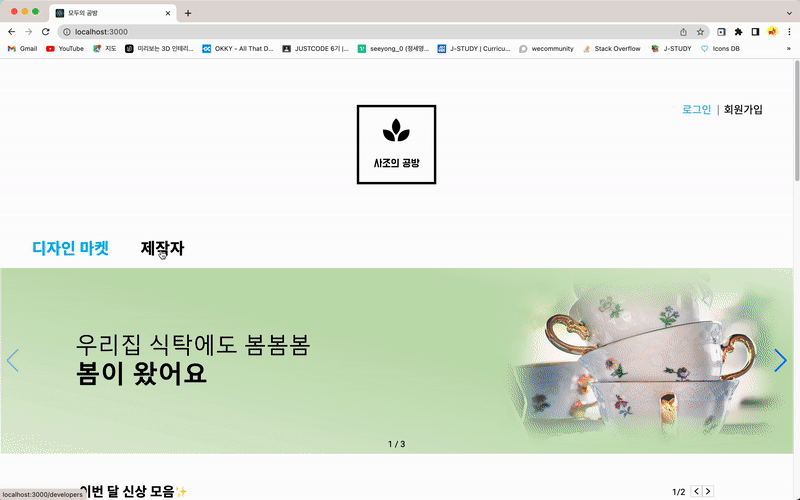 모두의 공방
localhost:3000
Gmail
YouTube
지도
미리보는 3D 인테리...
OKKY - All That D...
JUSTCODE 6기 |...
seeyong_0 (정세영...
J-STUDY | Curricu...
wecommunity
Stack Overflow
J-STUDY
Icons DB
»
로그인 | 회원가입
사조의 공방
디자인 마켓
제작자
우리집 식탁에도 봄봄봄
봄이 왔어요
1 / 3
이번 달 신상 모음✨
1/2
localhost:3000/developers